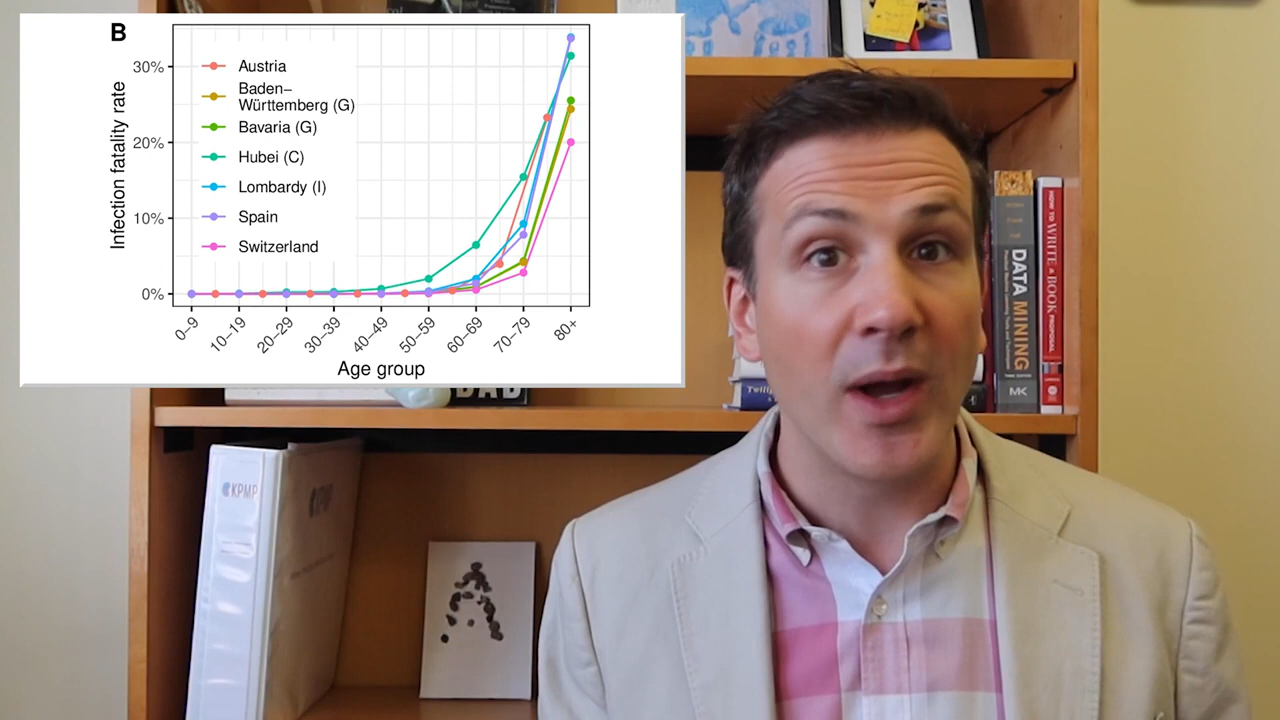 B
30%
20%
10%
0%
Infection fatality rate
Austria
Baden–
Württemberg (G)
Bavaria (G)
Hubei (C)
Lombardy (I)
Spain
Switzerland
0–9
10–19
20–29
30–39
40–49
50–59
60–69
70–79
80+
Age group
DAD
KPMP
A
DATA MINING
MK
HOW TO WRITE A BOOK PROPOSAL